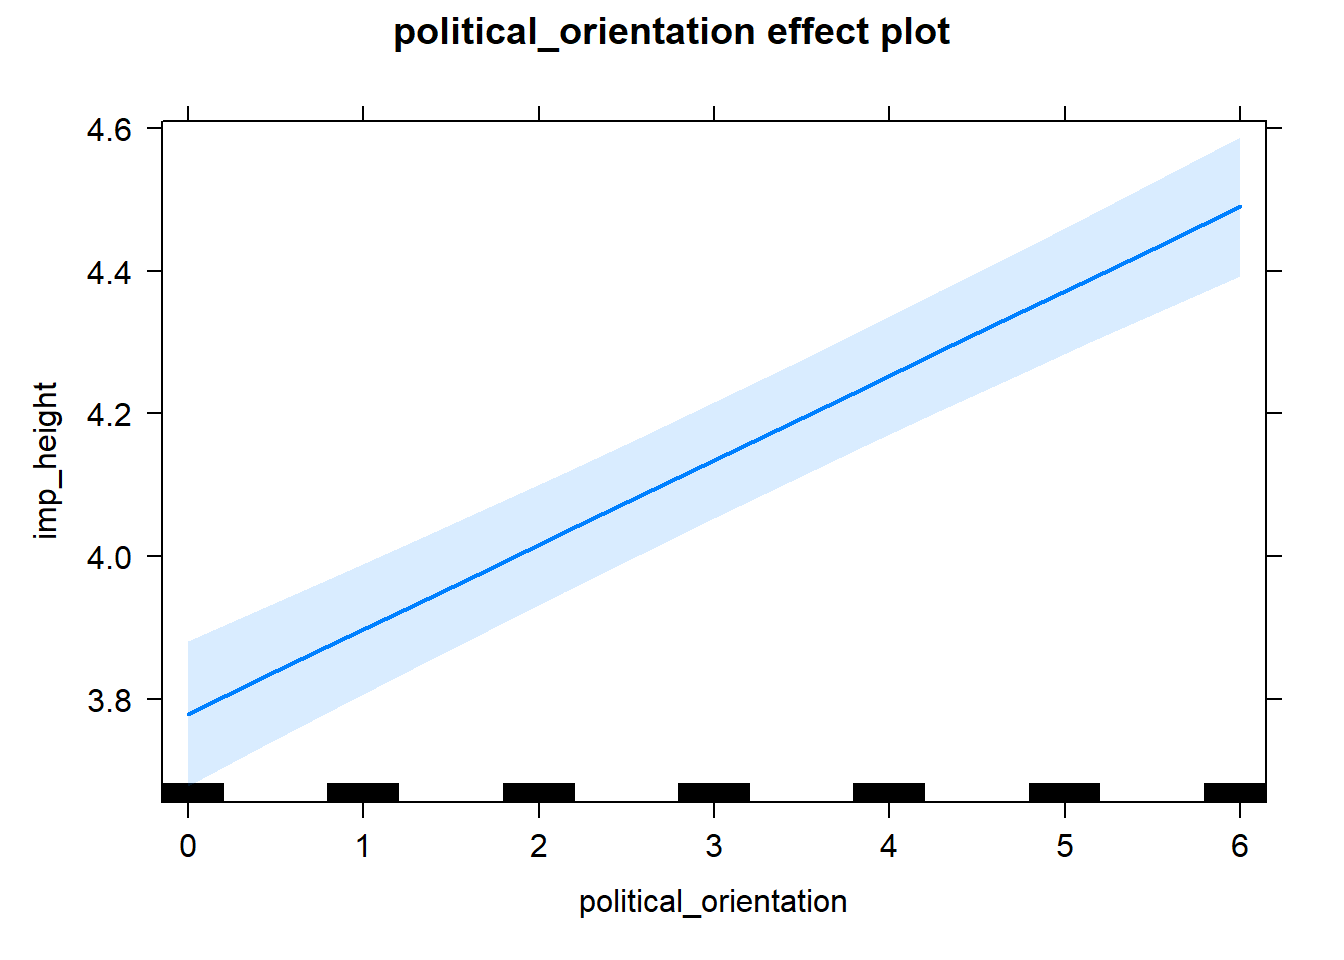 political_orientation effect plot
4.6
4.4
4.2
4.0
3.8
imp_height
0 1 2 3 4 5 6
political_orientation